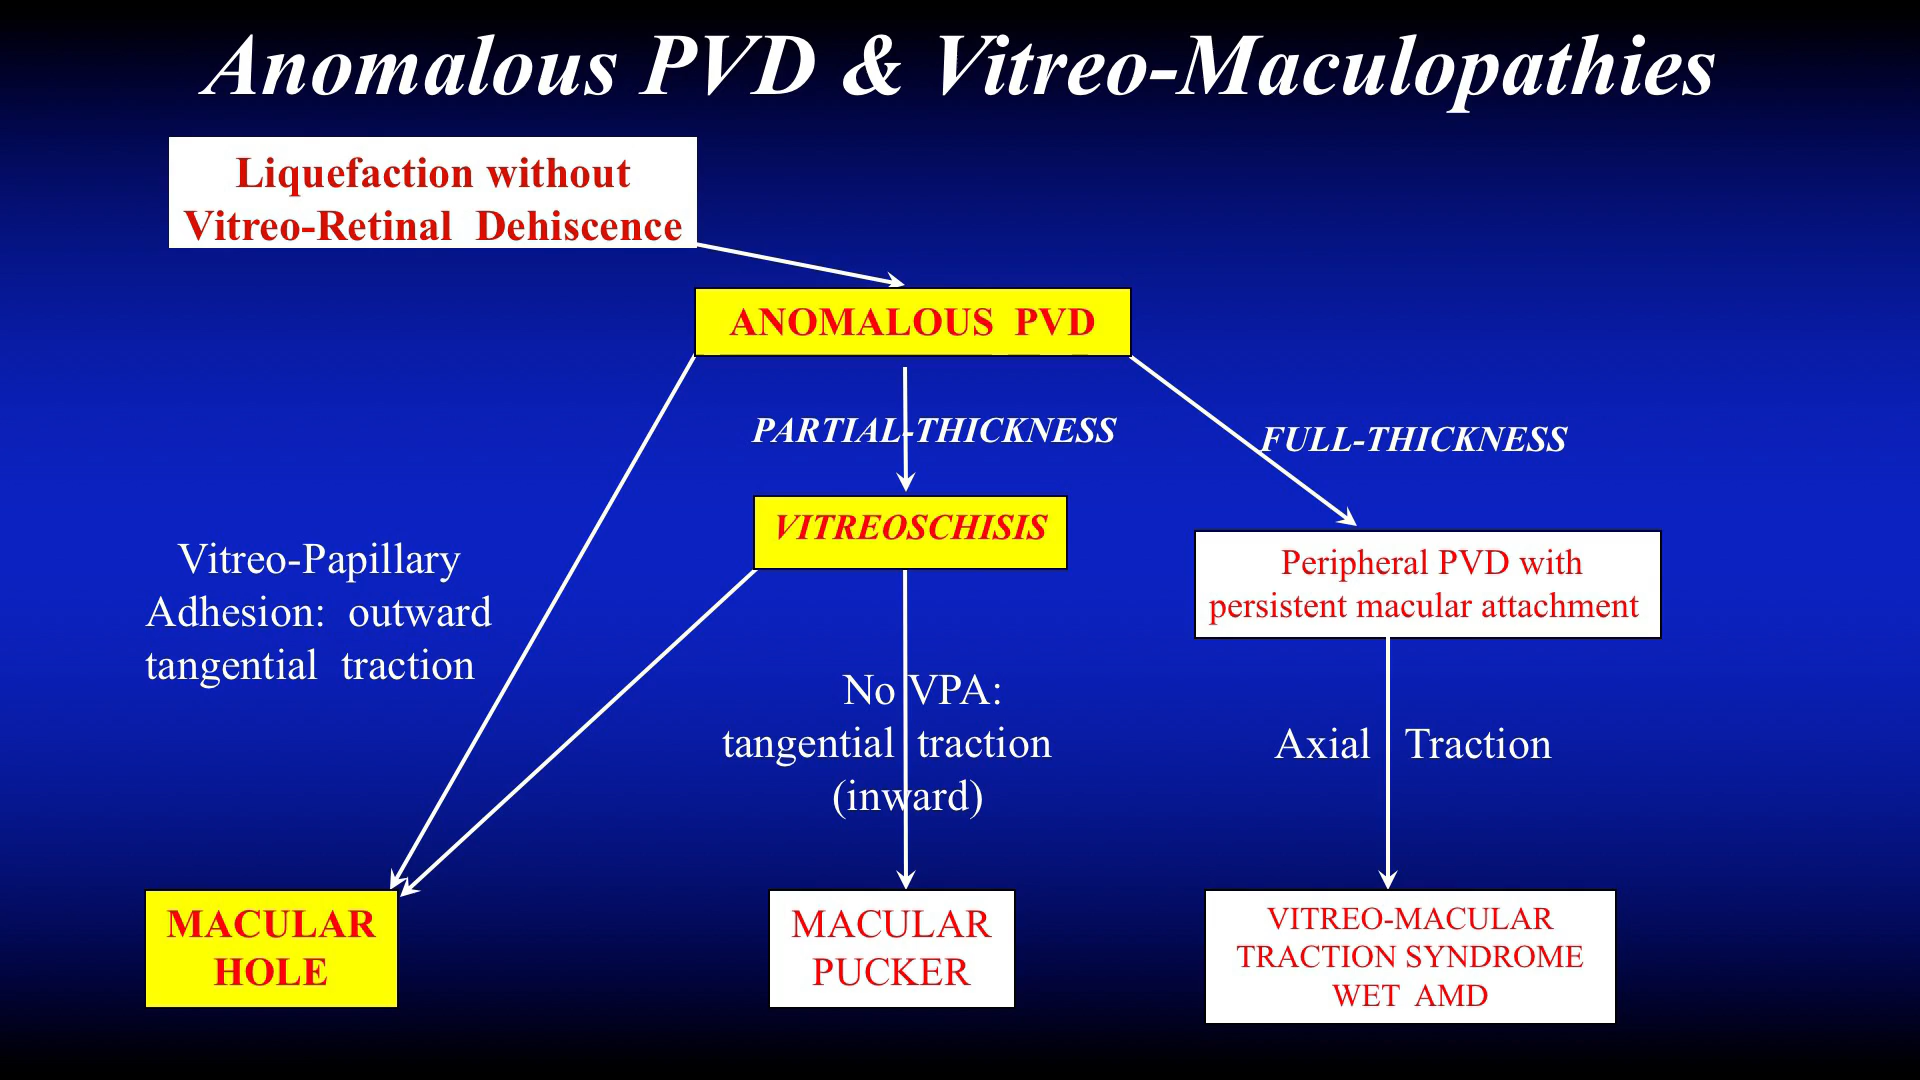 Anomalous PVD & Vitreo-Maculopathies
Liquefaction without
Vitreo-Retinal Dehiscence
ANOMALOUS PVD
PARTIAL-THICKNESS
FULL-THICKNESS
VITREOSCHISIS
Peripheral PVD with
persistent macular attachment
Vitreo-Papillary
Adhesion: outward
tangential traction
No VPA:
tangential traction
(inward)
Axial Traction
MACULAR
HOLE
MACULAR
PUCKER
VITREO-MACULAR
TRACTION SYNDROME
WET AMD